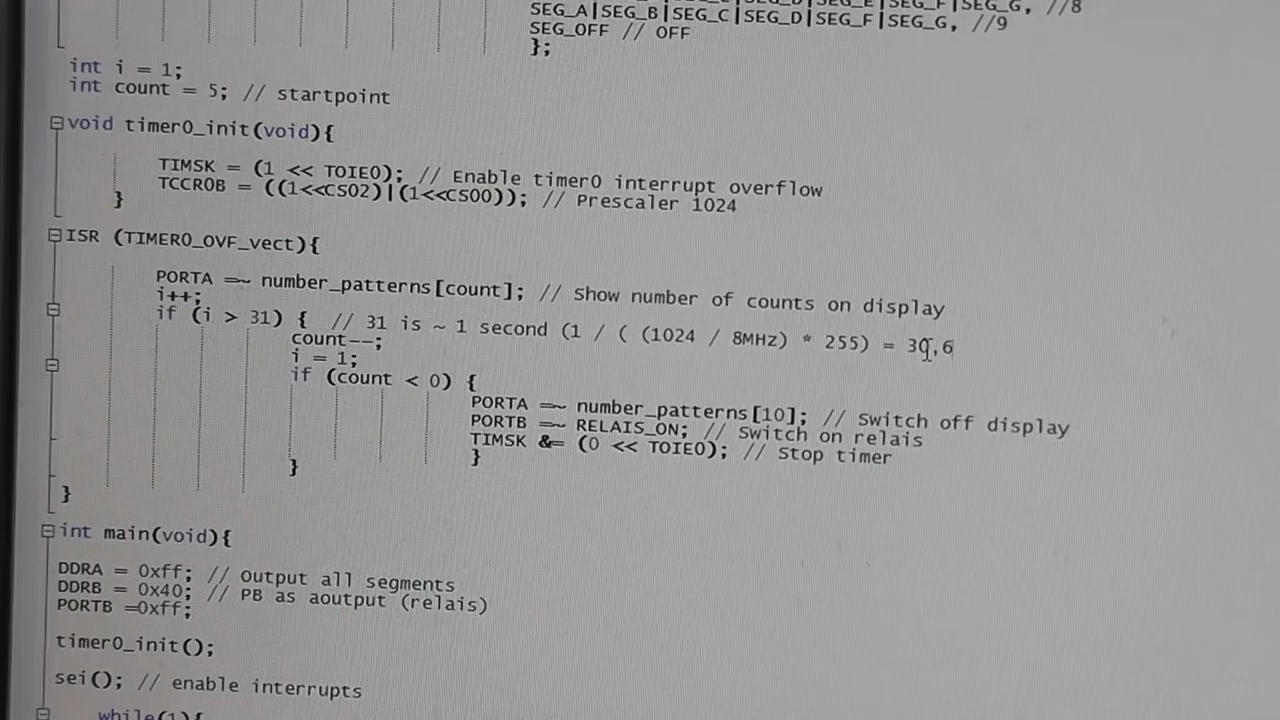 SEG_F|SEG_G, //8
SEG_A|SEG_B|SEG_C|SEG_D|SEG_F|SEG_G, //9
SEG_OFF // OFF
};
int i = 1;
int count = 5; // startpoint
void timer0_init(void){
TIMSK = (1 << TOIE0); // Enable timer0 interrupt overflow
TCCR0B = ((1<<CS02)|(1<<CS00)); // Prescaler 1024
}
ISR (TIMER0_OVF_vect){
PORTA =~ number_patterns[count]; // Show number of counts on display
i++;
if (i > 31) { // 31 is ~ 1 second (1 / ( (1024 / 8MHz) * 255) = 30,6
count--;
i = 1;
if (count < 0) {
PORTA =~ number_patterns[10]; // Switch off display
PORTB =~ RELAIS_ON; // Switch on relais
TIMSK &= (0 << TOIE0); // Stop timer
}
}
}
int main(void){
DDRA = 0xff; // Output all segments
DDRB = 0x40; // PB as aoutput (relais)
PORTB =0xff;
timer0_init();
sei(); // enable interrupts
while(1){